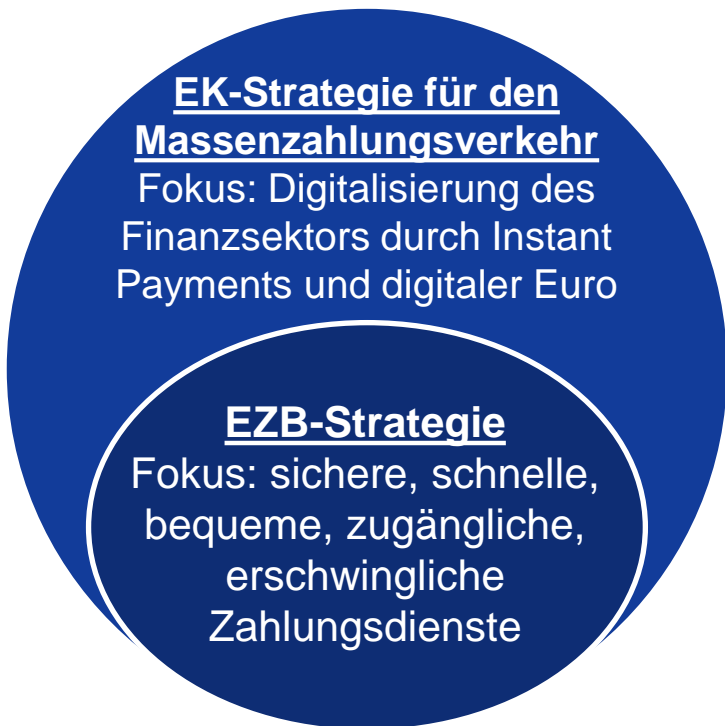 EK-Strategie für den
Massenzahlungsverkehr
Fokus: Digitalisierung des
Finanzsektors durch Instant
Payments und digitaler Euro
EZB-Strategie
Fokus: sichere, schnelle,
bequeme, zugängliche,
erschwingliche
Zahlungsdienste